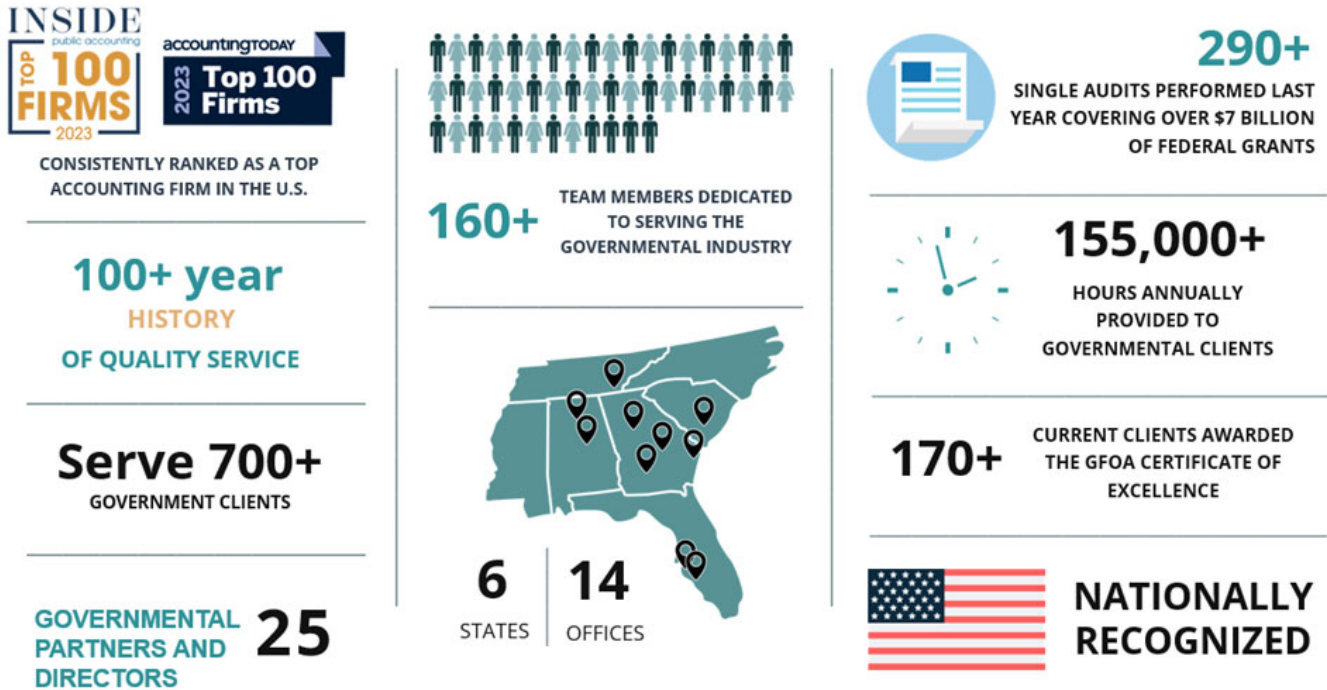 INSIDE
public accounting
TOP
100
FIRMS
2023
accountingTODAY
2023
Top 100
Firms
CONSISTENTLY RANKED AS A TOP
ACCOUNTING FIRM IN THE U.S.
100+ year
HISTORY
OF QUALITY SERVICE
Serve 700+
GOVERNMENT CLIENTS
GOVERNMENTAL
PARTNERS AND
DIRECTORS
25
160+
TEAM MEMBERS DEDICATED
TO SERVING THE
GOVERNMENTAL INDUSTRY
6
STATES
14
OFFICES
290+
SINGLE AUDITS PERFORMED LAST
YEAR COVERING OVER $7 BILLION
OF FEDERAL GRANTS
155,000+
HOURS ANNUALLY
PROVIDED TO
GOVERNMENTAL CLIENTS
170+
CURRENT CLIENTS AWARDED
THE GFOA CERTIFICATE OF
EXCELLENCE
NATIONALLY
RECOGNIZED